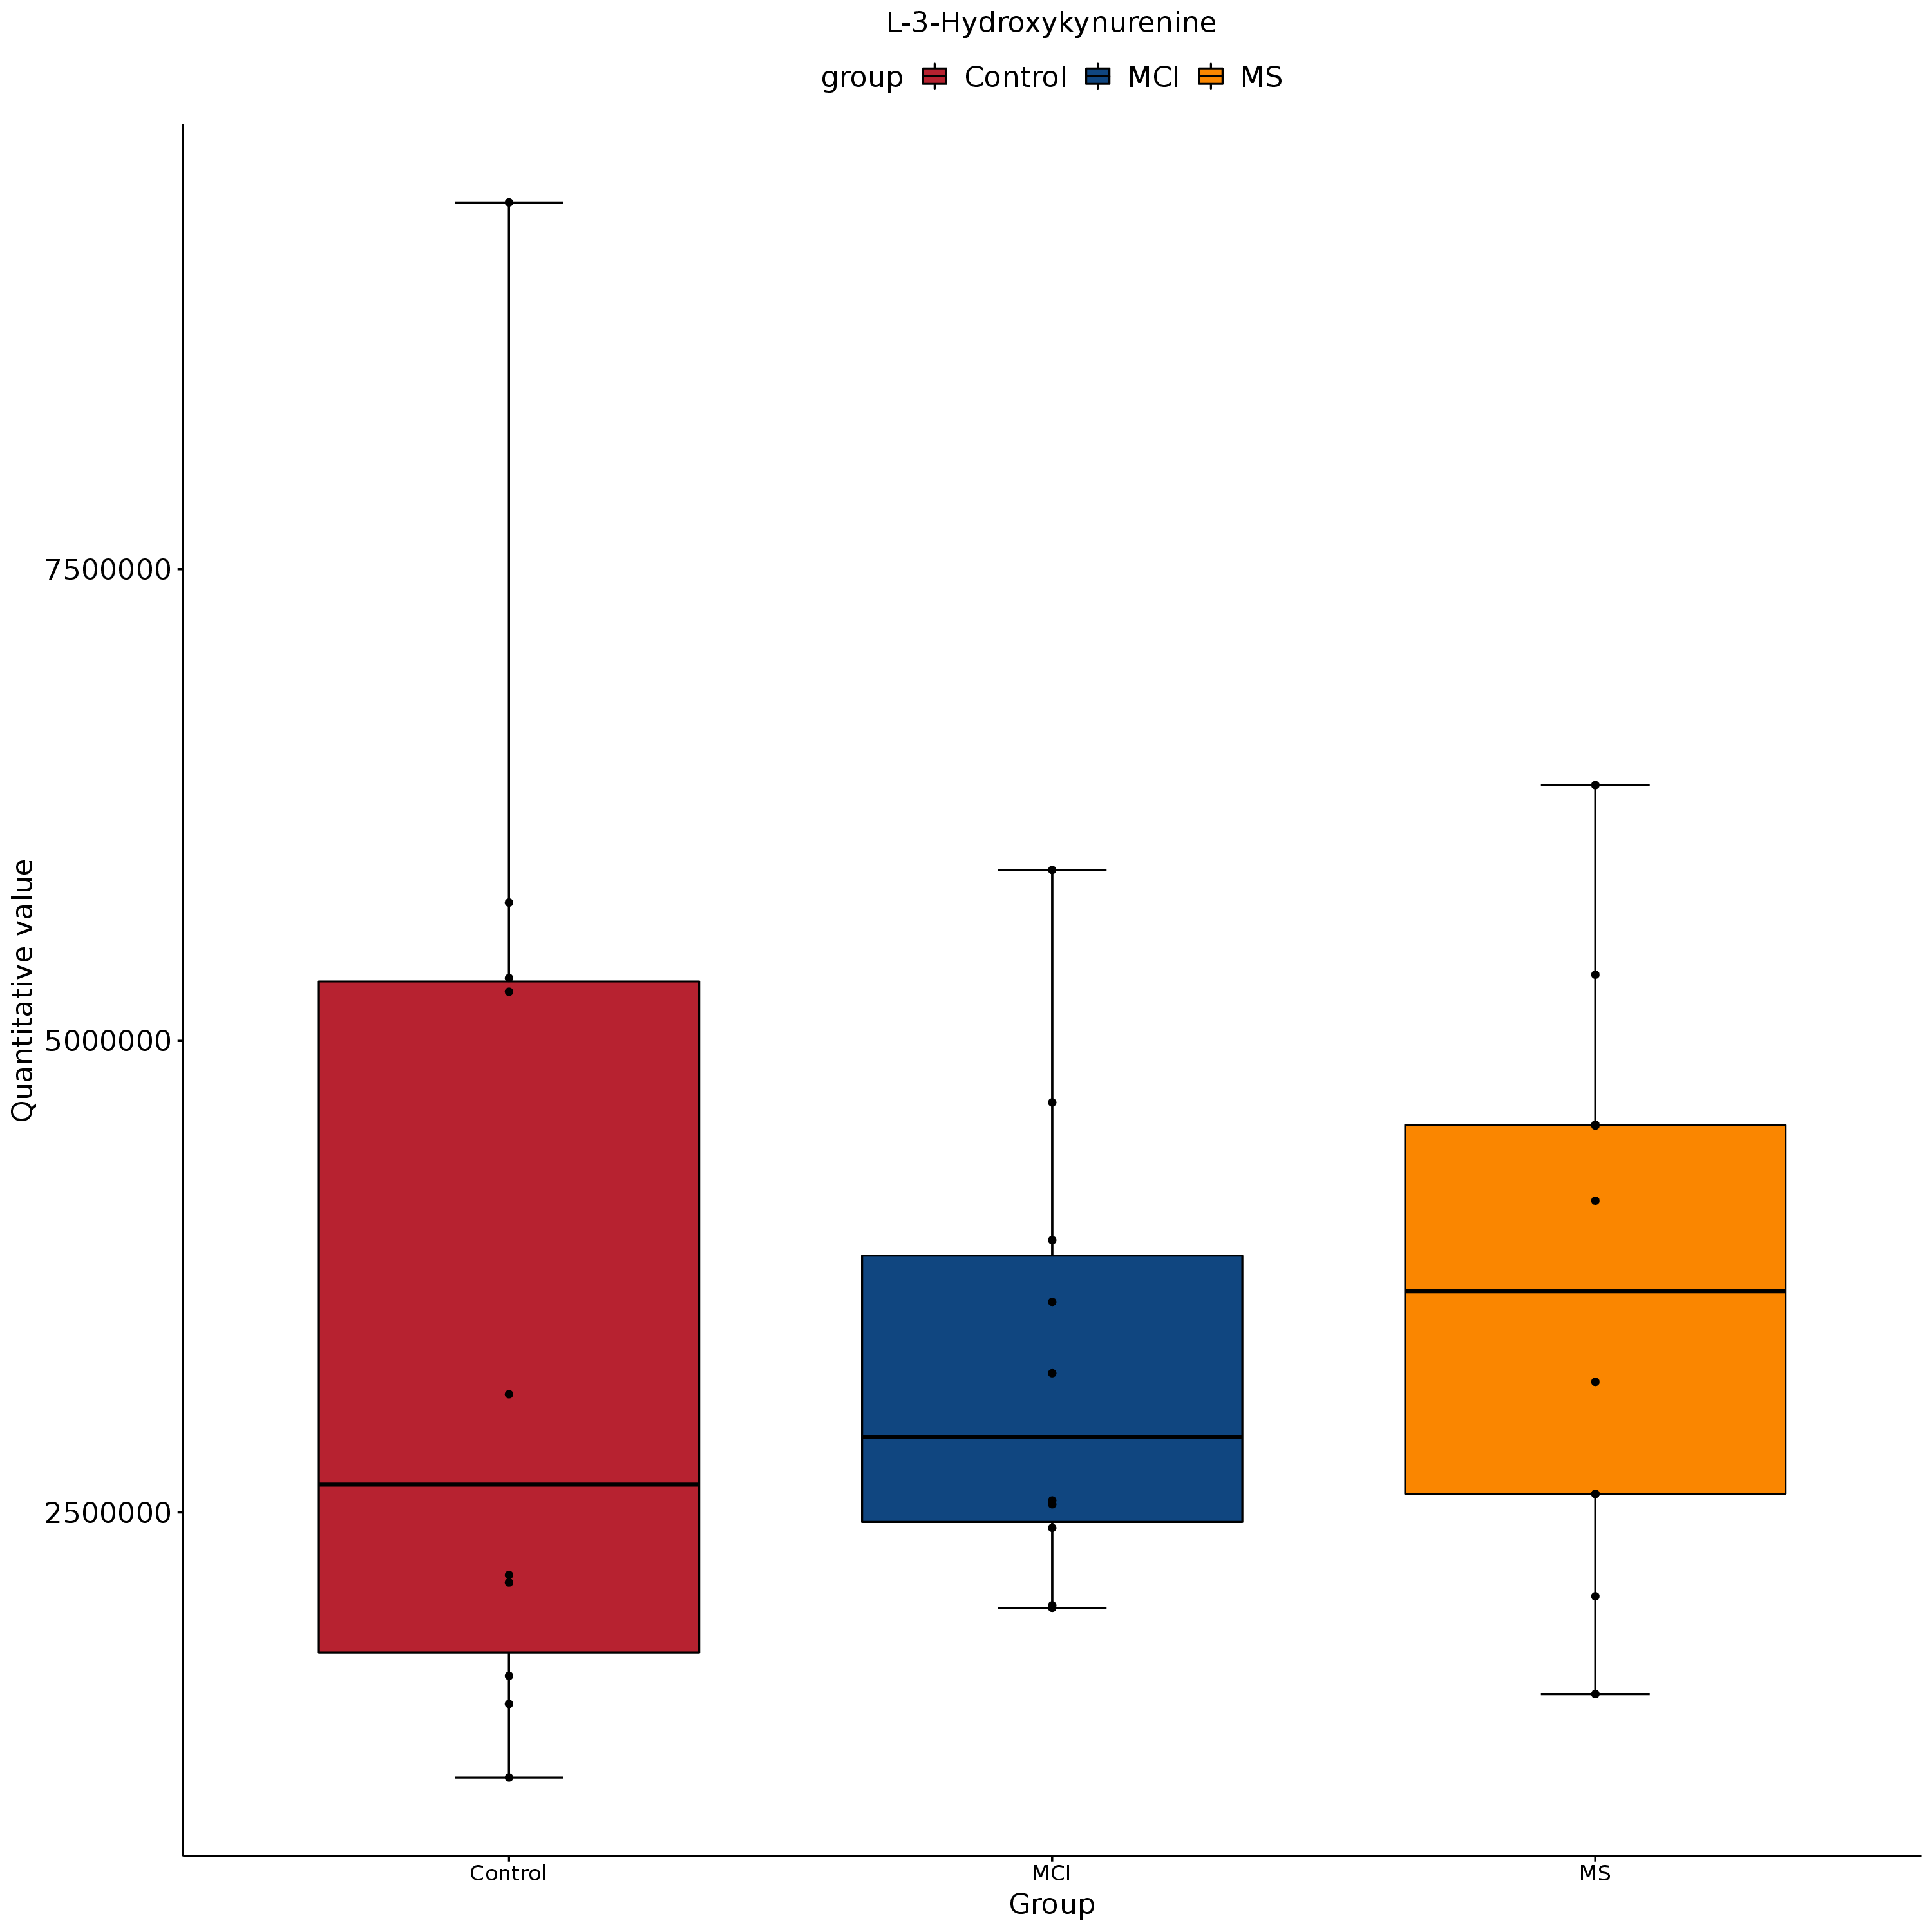 L-3-Hydroxykynurenine
group Control MCI MS
Quantitative value
7500000
5000000
2500000
Control MCI MS
Group